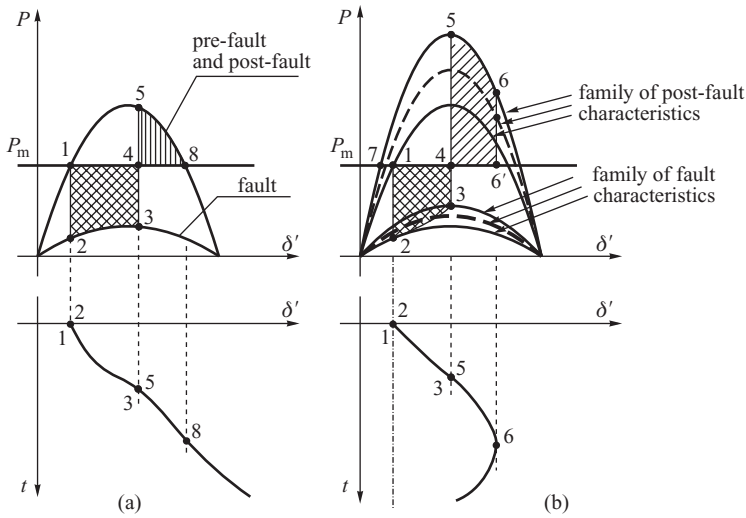 P
pre-fault
and post-fault
5
P_m
1
4
8
fault
2
3
δ′
2
1
δ′
5
3
8
t
(a)
P
5
6
family of post-fault
characteristics
P_m
7
1
4
6′
3
family of fault
characteristics
2
δ′
2
1
δ′
5
3
6
t
(b)